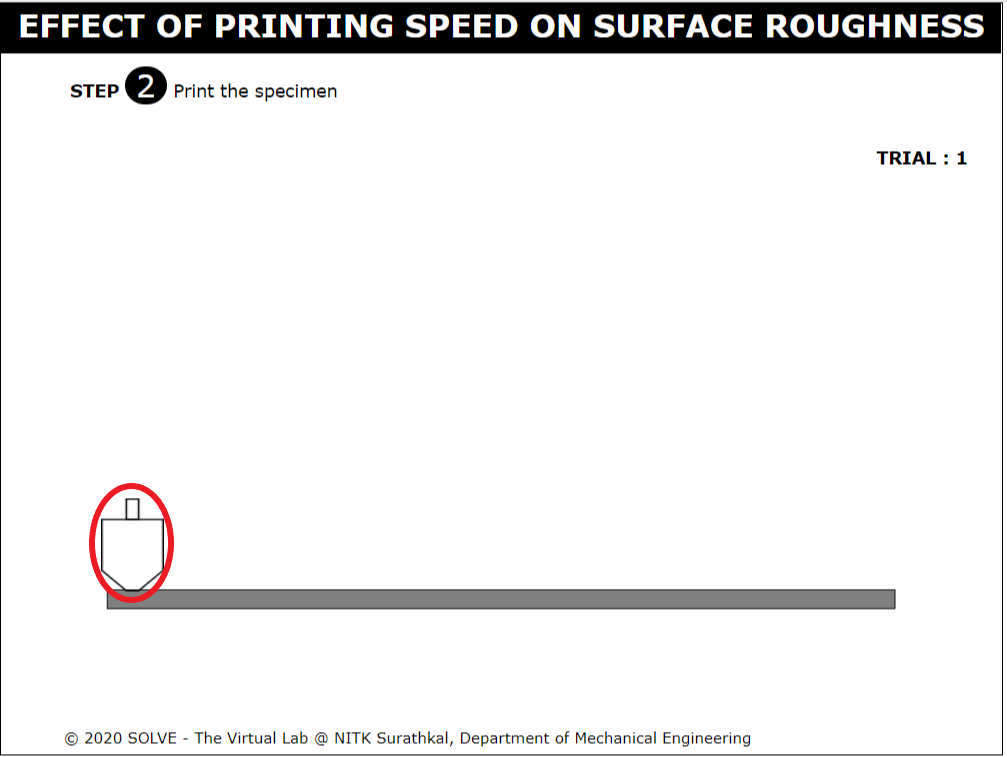 EFFECT OF PRINTING SPEED ON SURFACE ROUGHNESS
STEP 2 Print the specimen
TRIAL : 1
© 2020 SOLVE - The Virtual Lab @ NITK Surathkal, Department of Mechanical Engineering